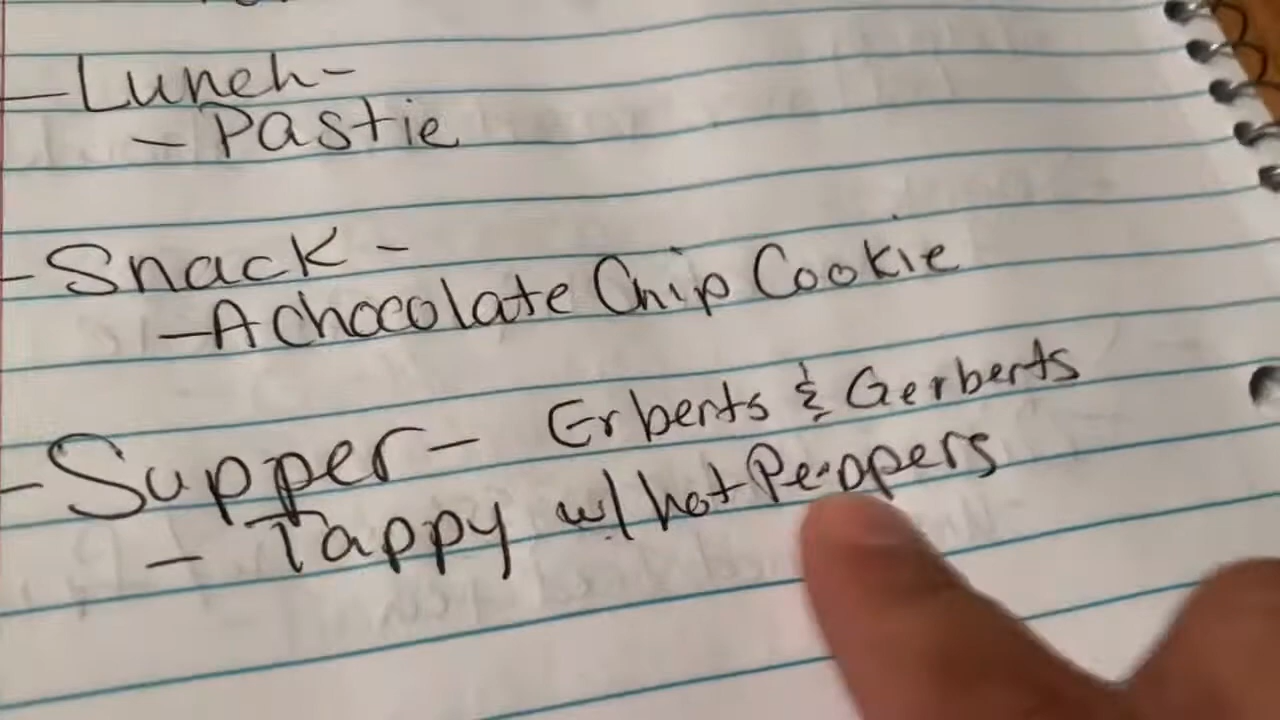 - Lunch -
- Pastie
- Snack -
- A chocolate Chip Cookie
- Supper - Erberts & Gerberts
- Tappy w/ hot Peppers